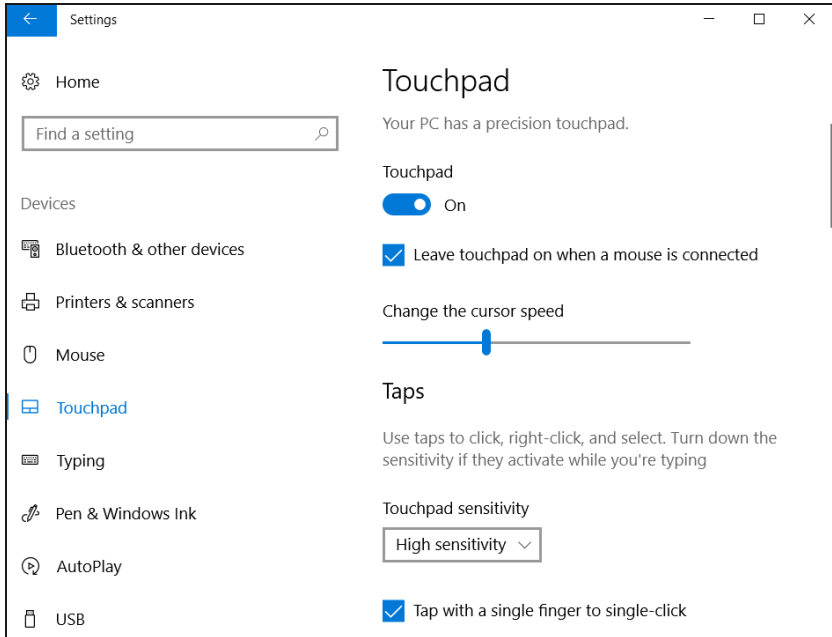 Settings
Home
Find a setting
Devices
Bluetooth & other devices
Printers & scanners
Mouse
Touchpad
Typing
Pen & Windows Ink
AutoPlay
USB
Touchpad
Your PC has a precision touchpad.
Touchpad
On
Leave touchpad on when a mouse is connected
Change the cursor speed
Taps
Use taps to click, right-click, and select. Turn down the
sensitivity if they activate while you're typing
Touchpad sensitivity
High sensitivity
Tap with a single finger to single-click